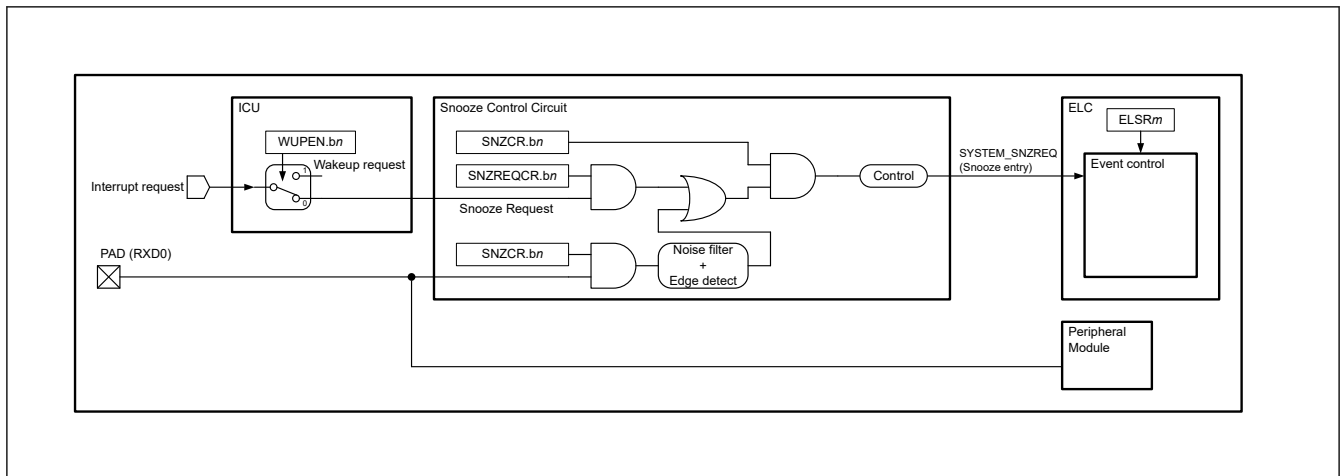 ICU
WUPEN.bn
1
Wakeup request
0
Interrupt request
PAD (RXD0)
Snooze Control Circuit
SNZCR.bn
SNZREQCR.bn
Snooze Request
SNZCR.bn
Noise filter
+
Edge detect
Control
SYSTEM_SNZREQ
(Snooze entry)
ELC
ELSRm
Event control
Peripheral
Module